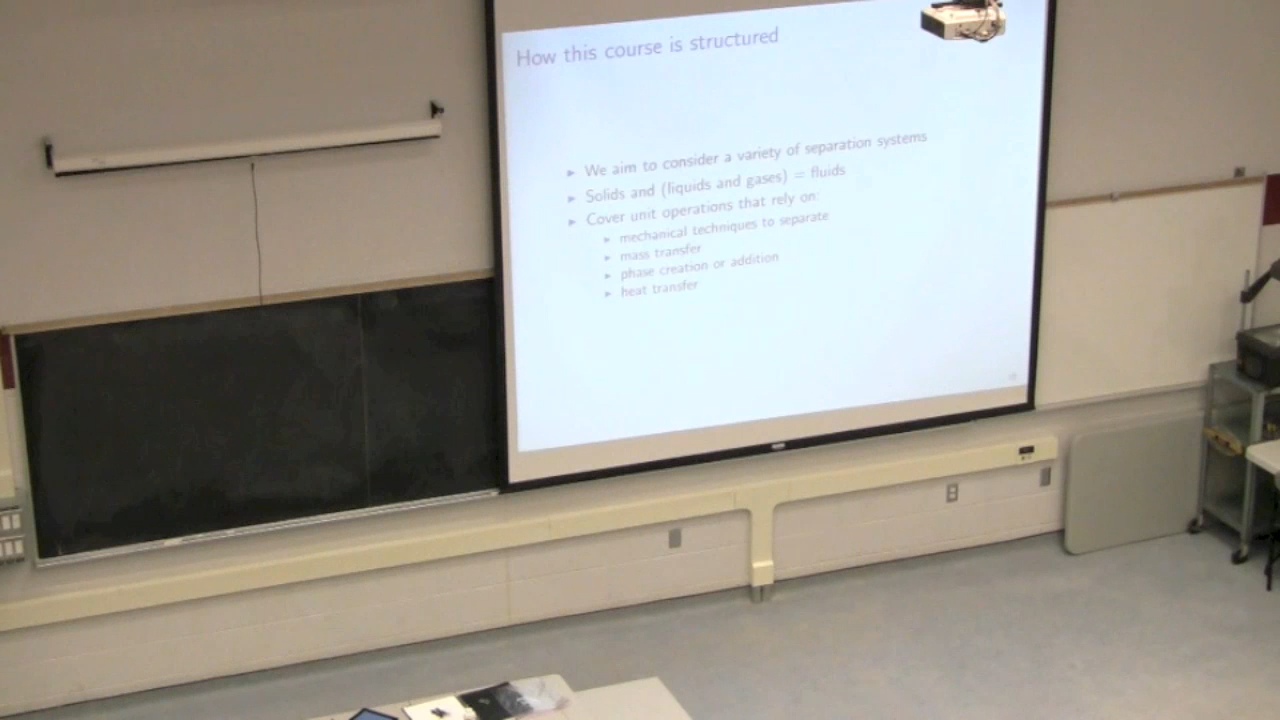 How this course is structured
▸ We aim to consider a variety of separation systems
▸ Solids and (liquids and gases) = fluids
▸ Cover unit operations that rely on:
▸ mechanical techniques to separate
▸ mass transfer
▸ phase creation or addition
▸ heat transfer